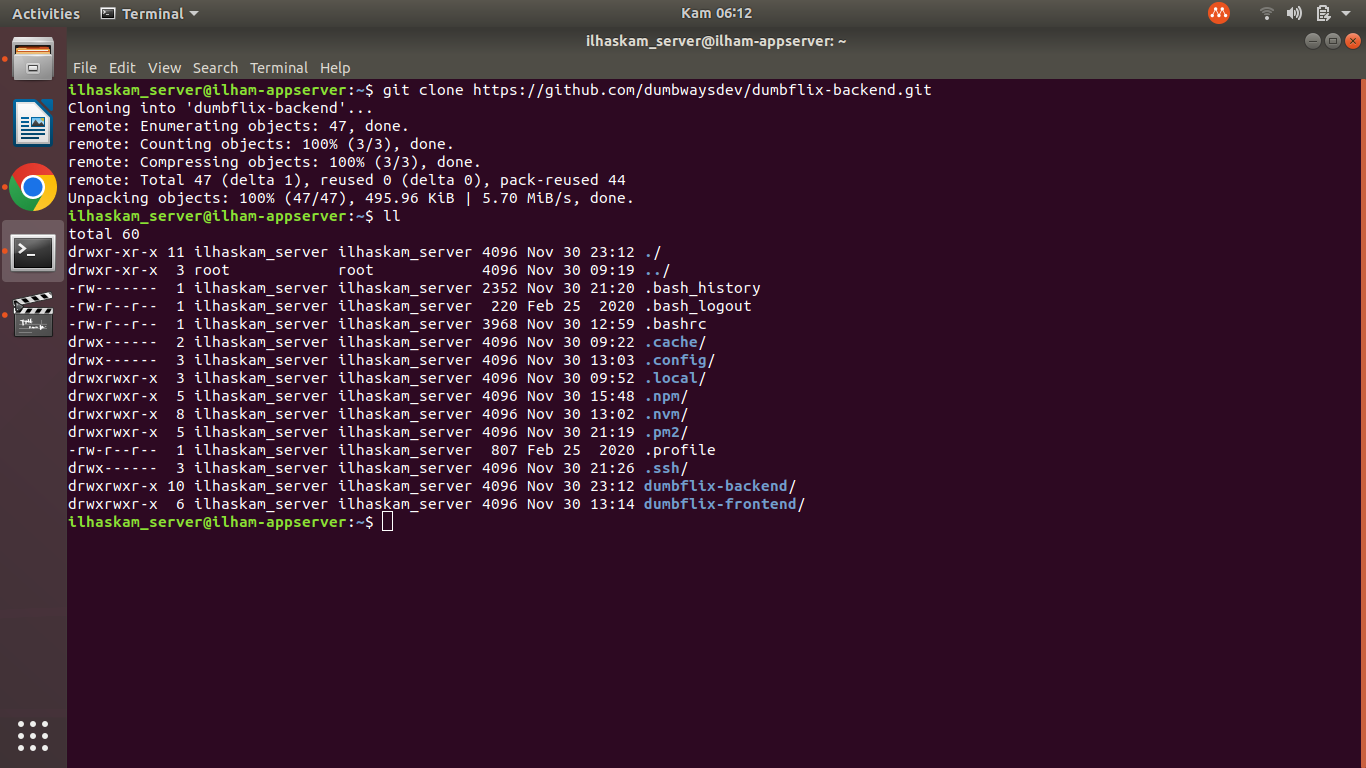 Activities Terminal Kam 06:12
ilhaskam_server@ilham-appserver: ~
File Edit View Search Terminal Help
ilhaskam_server@ilham-appserver:~$ git clone https://github.com/dumbwaysdev/dumbflix-backend.git
Cloning into 'dumbflix-backend'...
remote: Enumerating objects: 47, done.
remote: Counting objects: 100% (3/3), done.
remote: Compressing objects: 100% (3/3), done.
remote: Total 47 (delta 1), reused 0 (delta 0), pack-reused 44
Unpacking objects: 100% (47/47), 495.96 KiB | 5.70 MiB/s, done.
ilhaskam_server@ilham-appserver:~$ ll
total 60
drwxr-xr-x 11 ilhaskam_server ilhaskam_server 4096 Nov 30 23:12 ./
drwxr-xr-x  3 root            root            4096 Nov 30 09:19 ../
-rw-------  1 ilhaskam_server ilhaskam_server 2352 Nov 30 21:20 .bash_history
-rw-r--r--  1 ilhaskam_server ilhaskam_server  220 Feb 25  2020 .bash_logout
-rw-r--r--  1 ilhaskam_server ilhaskam_server 3968 Nov 30 12:59 .bashrc
drwx------  2 ilhaskam_server ilhaskam_server 4096 Nov 30 09:22 .cache/
drwx------  3 ilhaskam_server ilhaskam_server 4096 Nov 30 13:03 .config/
drwxrwxr-x  3 ilhaskam_server ilhaskam_server 4096 Nov 30 09:52 .local/
drwxrwxr-x  5 ilhaskam_server ilhaskam_server 4096 Nov 30 15:48 .npm/
drwxrwxr-x  8 ilhaskam_server ilhaskam_server 4096 Nov 30 13:02 .nvm/
drwxrwxr-x  5 ilhaskam_server ilhaskam_server 4096 Nov 30 21:19 .pm2/
-rw-r--r--  1 ilhaskam_server ilhaskam_server  807 Feb 25  2020 .profile
drwx------  3 ilhaskam_server ilhaskam_server 4096 Nov 30 21:26 .ssh/
drwxrwxr-x 10 ilhaskam_server ilhaskam_server 4096 Nov 30 23:12 dumbflix-backend/
drwxrwxr-x  6 ilhaskam_server ilhaskam_server 4096 Nov 30 13:14 dumbflix-frontend/
ilhaskam_server@ilham-appserver:~$